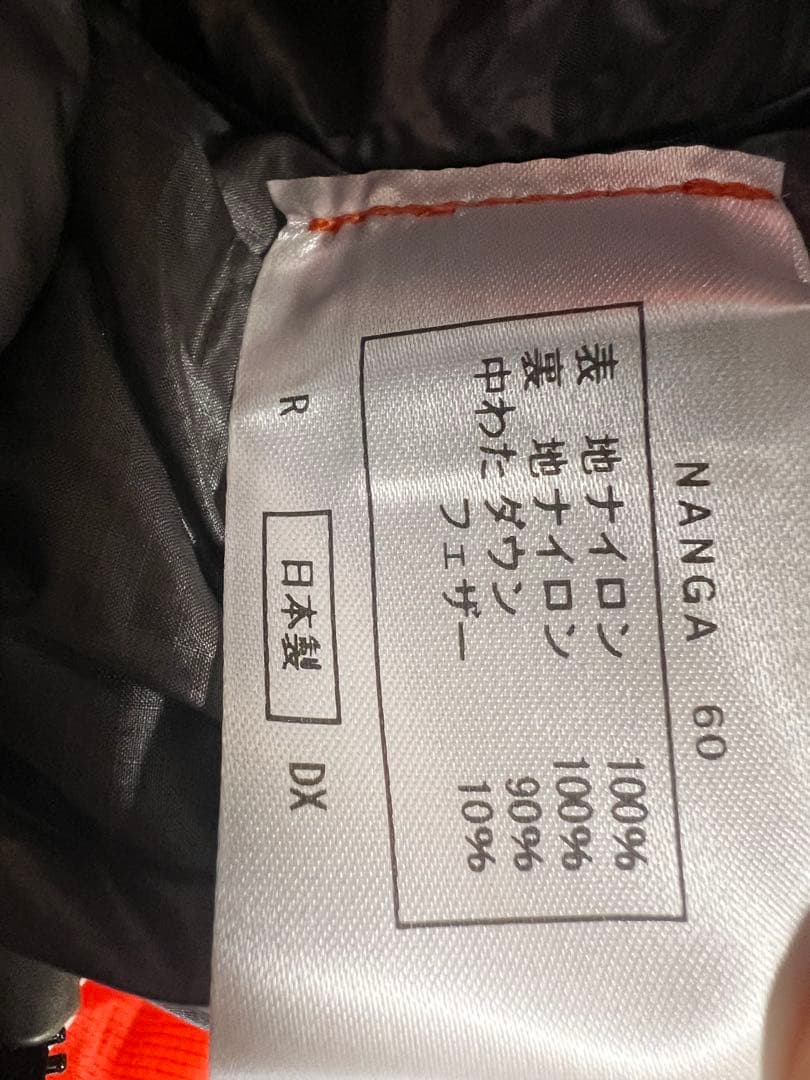 NANGA 60
表 地 ナイロン 100%
裏 地 ナイロン 100%
中わた ダウン 90%
フェザー 10%
R 日本製 DX